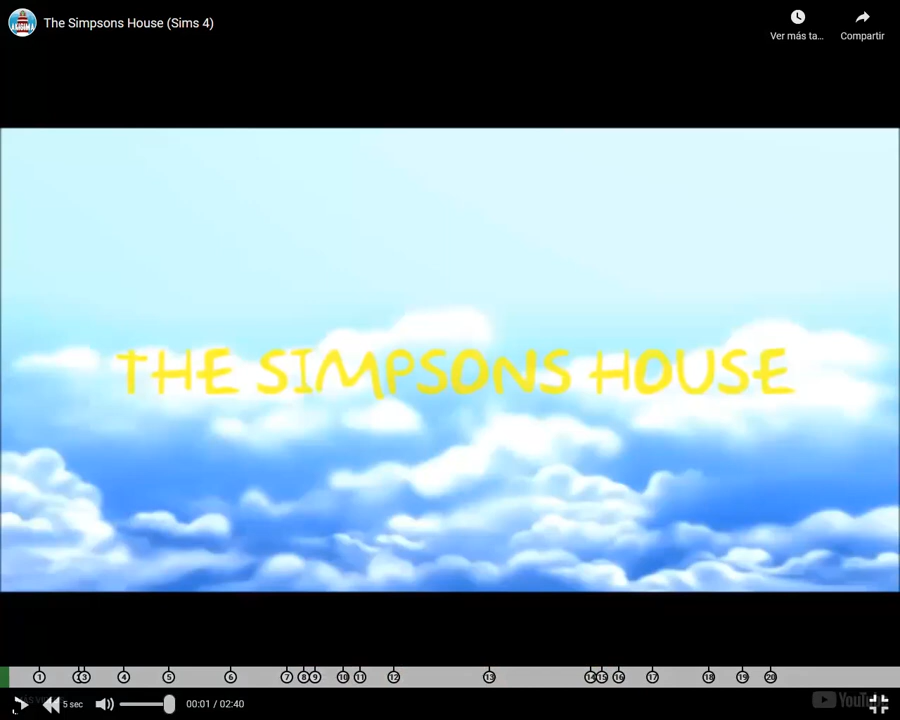 The Simpsons House (Sims 4)
Ver más ta...
Compartir
THE SIMPSONS HOUSE
1 3 4 5 6 7 8 9 10 11 12 13 14 15 16 17 18 19 20
5 sec
00:01 / 02:40
YouTube